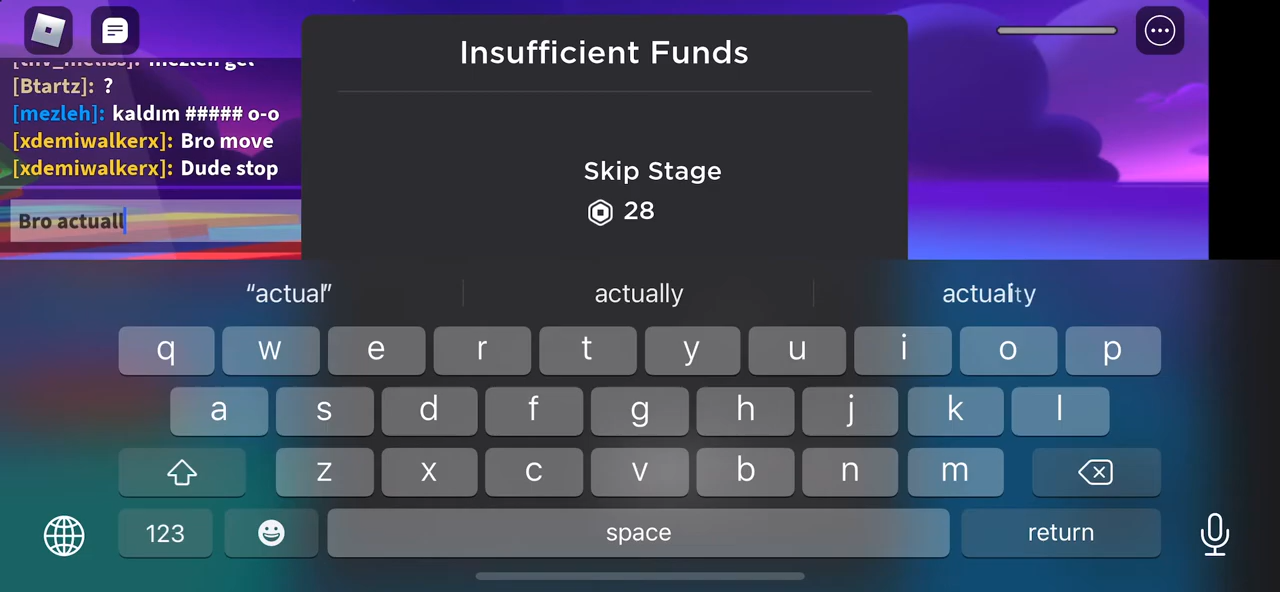 [Btartz]: ?
[mezleh]: kaldım ##### o-o
[xdemiwalkerx]: Bro move
[xdemiwalkerx]: Dude stop
Bro actuall
Insufficient Funds
Skip Stage
28
“actual” actually actuality
q w e r t y u i o p
a s d f g h j k l
z x c v b n m
123 space return